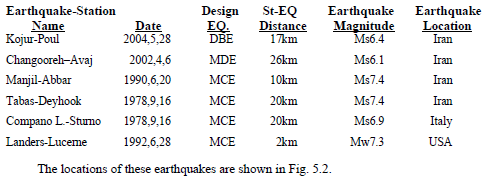 Earthquake-Station Design St-EQ Earthquake Earthquake
Name Date EQ. Distance Magnitude Location
Kojur-Poul 2004,5,28 DBE 17km Ms6.4 Iran
Changooreh–Avaj 2002,4,6 MDE 26km Ms6.1 Iran
Manjil-Abbar 1990,6,20 MCE 10km Ms7.4 Iran
Tabas-Deyhook 1978,9,16 MCE 20km Ms7.4 Iran
Compano L.-Sturno 1978,9,16 MCE 20km Ms6.9 Italy
Landers-Lucerne 1992,6,28 MCE 2km Mw7.3 USA
The locations of these earthquakes are shown in Fig. 5.2.